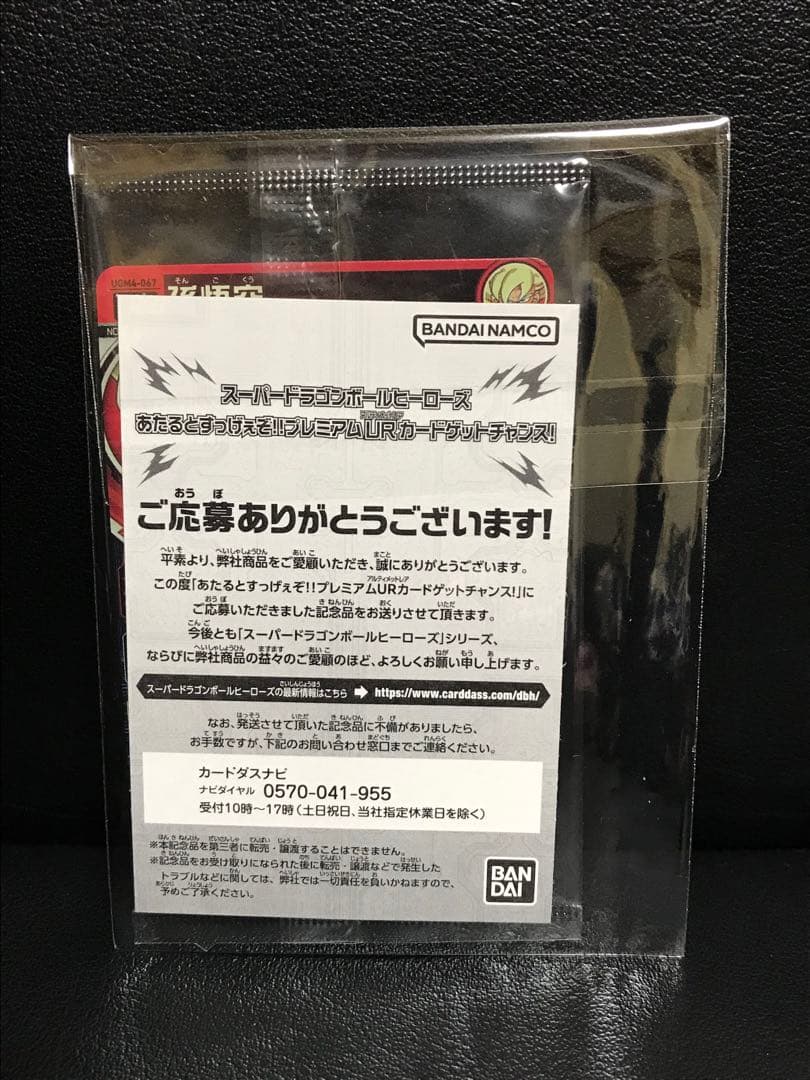 UGM4-067
そんごくう
孫悟空
BANDAI NAMCO
スーパードラゴンボールヒーローズ
あたるとすっげぇぞ!!プレミアムURカードゲットチャンス!
おうぼ
ご応募ありがとうございます!
平素より、弊社商品をご愛顧いただき、誠にありがとうございます。
この度「あたるとすっげぇぞ!!プレミアムURカードゲットチャンス!」に
ご応募いただきました記念品をお送りさせて頂きます。
今後とも「スーパードラゴンボールヒーローズ」シリーズ、
ならびに弊社商品の益々のご愛顧のほど、よろしくお願い申し上げます。
スーパードラゴンボールヒーローズの最新情報はこちら ➡ https://www.carddass.com/dbh/
なお、発送させて頂いた記念品に不備がありましたら、
お手数ですが、下記のお問い合わせ窓口までご連絡ください。
カードダスナビ
ナビダイヤル 0570-041-955
受付10時〜17時(土日祝日、当社指定休業日を除く)
※本記念品を第三者に転売・譲渡することはできません。
※記念品をお受け取りになられた後に転売・譲渡などで発生した
トラブルなどに関しては、弊社では一切責任を負いかねますので、
予めご了承ください。
BAN
DAI